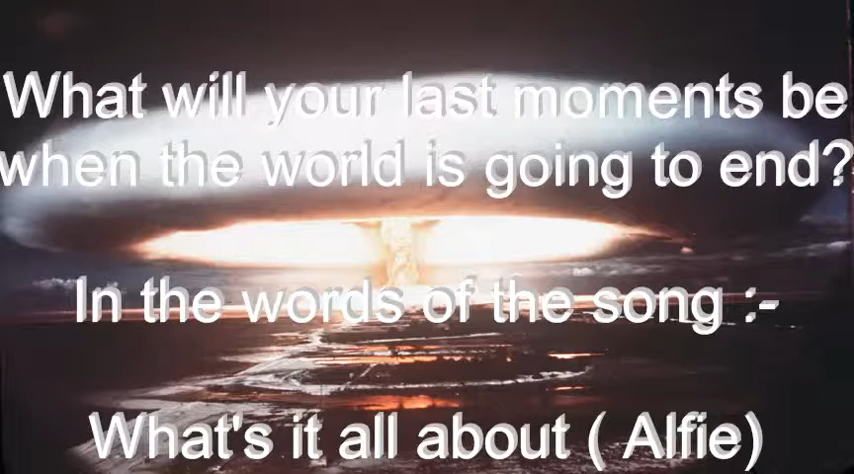 What will your last moments be
when the world is going to end?
In the words of the song :-
What's it all about ( Alfie)